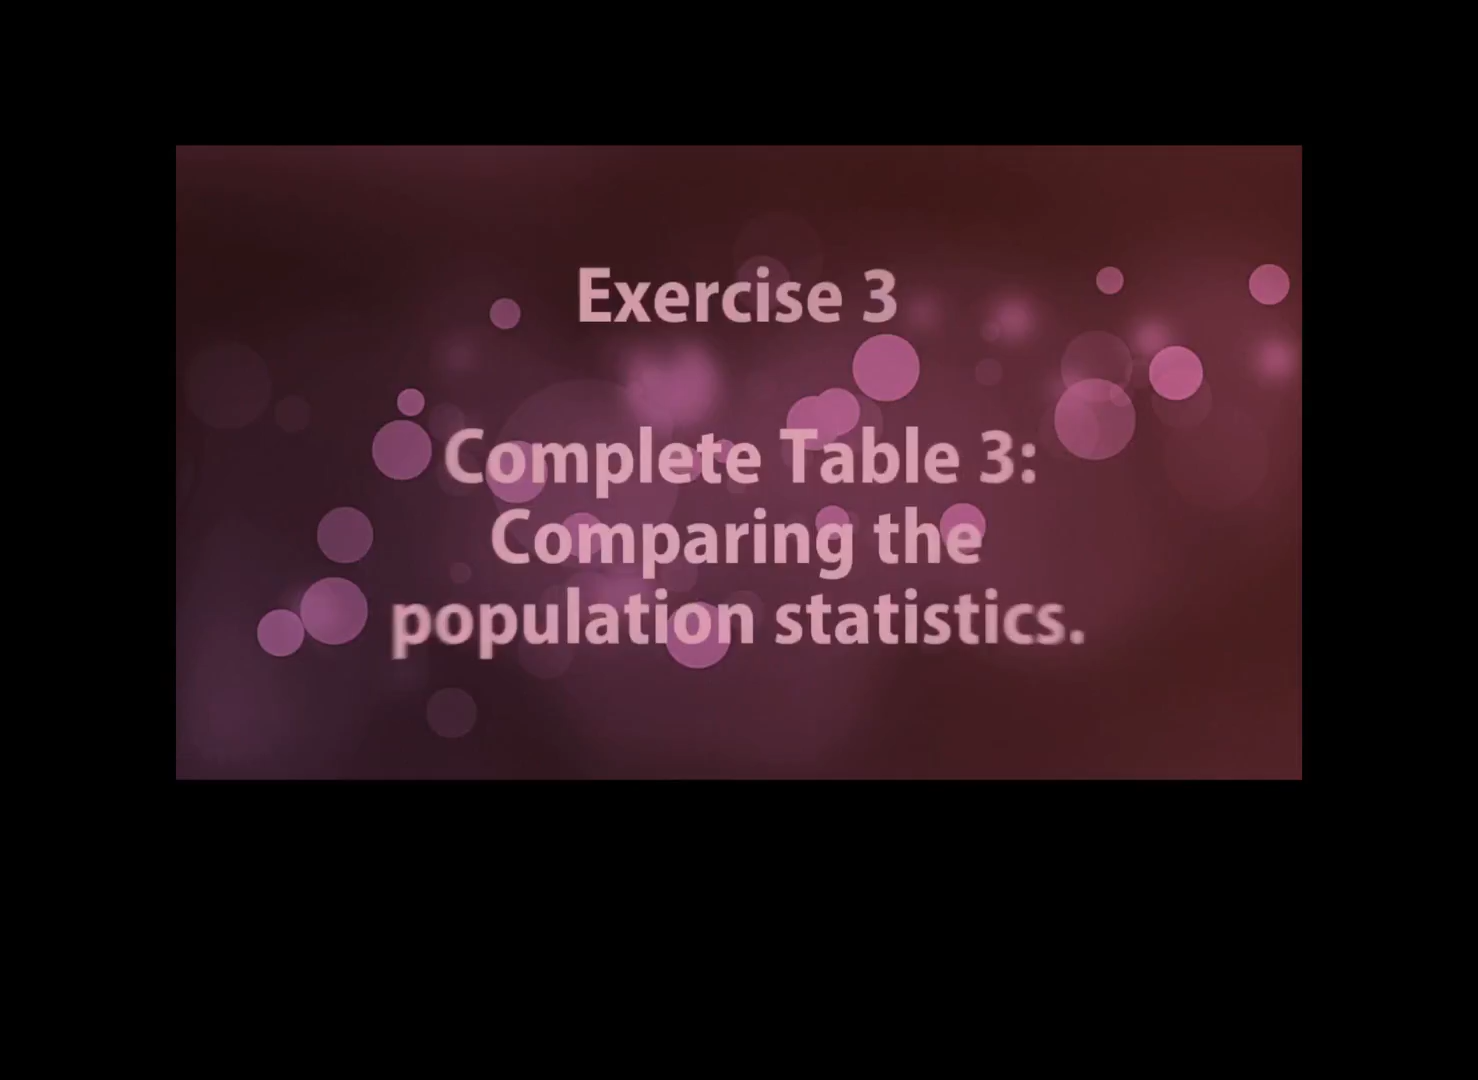 Exercise 3
Complete Table 3:
Comparing the
population statistics.